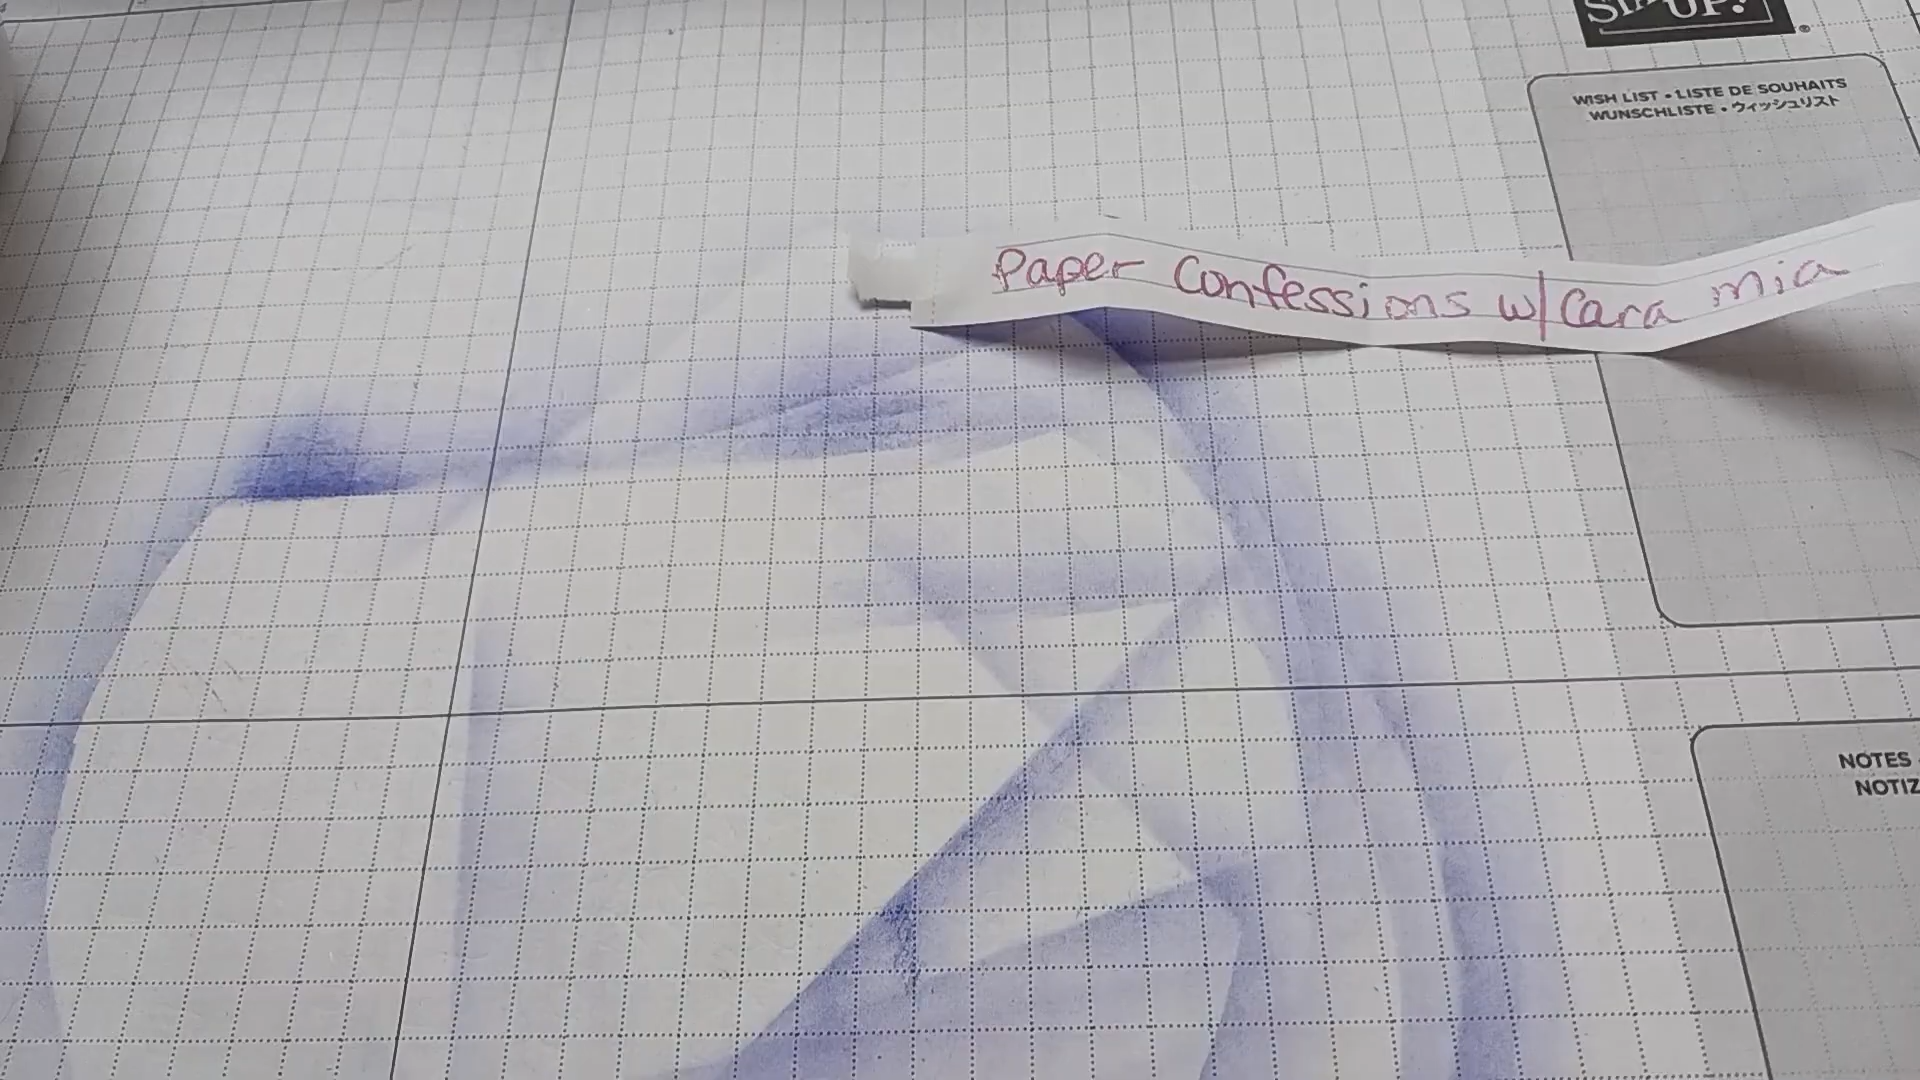 UP!
WISH LIST • LISTE DE SOUHAITS
WUNSCHLISTE • ウィッシュリスト
Paper Confessions w/ Cara mia
NOTES
NOTIZ